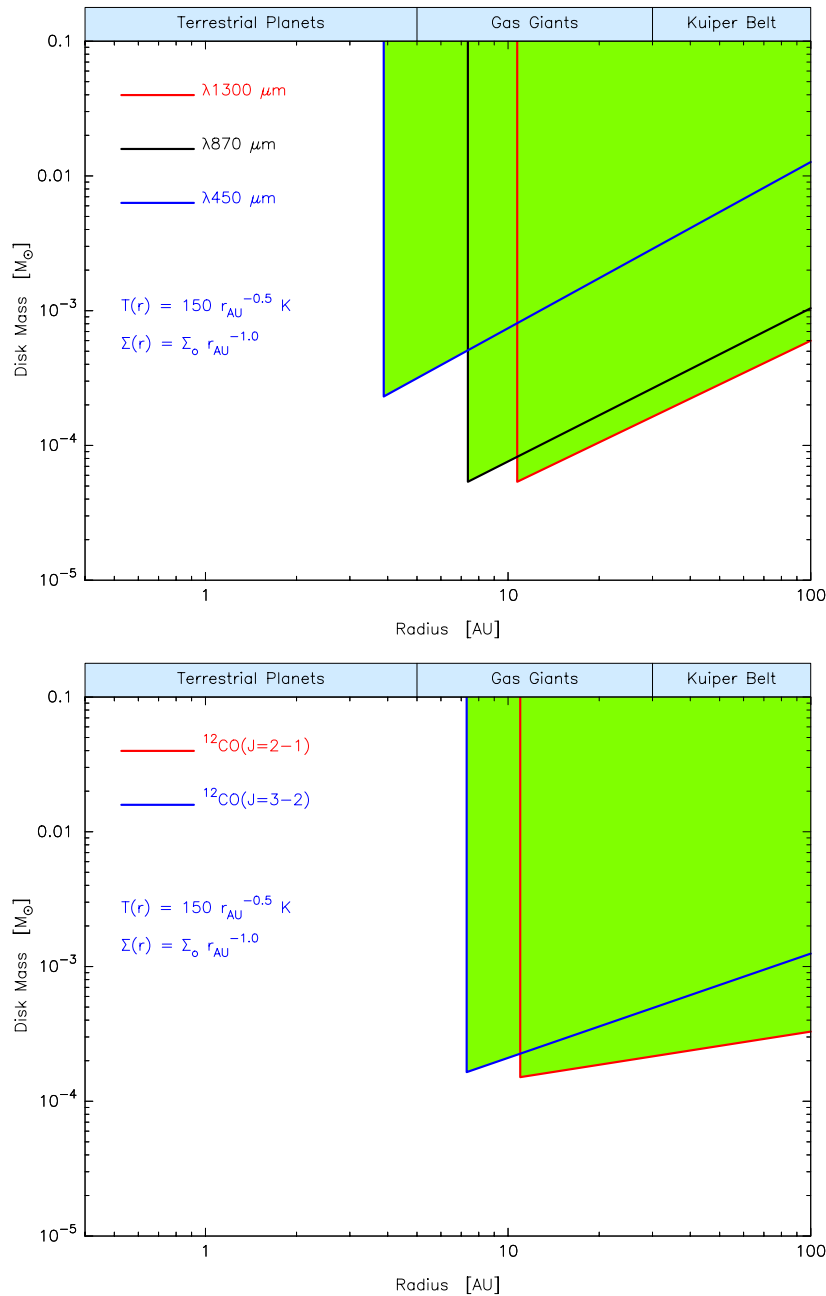 Terrestrial Planets Gas Giants Kuiper Belt
0.1
λ1300 μm
λ870 μm
0.01
λ450 μm
Disk Mass [M⊙]
T(r) = 150 r_AU^−0.5 K
10^−3
Σ(r) = Σ_o r_AU^−1.0
10^−4
10^−5
1 10 100
Radius [AU]
Terrestrial Planets Gas Giants Kuiper Belt
0.1
^12CO(J=2−1)
^12CO(J=3−2)
0.01
Disk Mass [M⊙]
T(r) = 150 r_AU^−0.5 K
Σ(r) = Σ_o r_AU^−1.0
10^−3
10^−4
10^−5
1 10 100
Radius [AU]